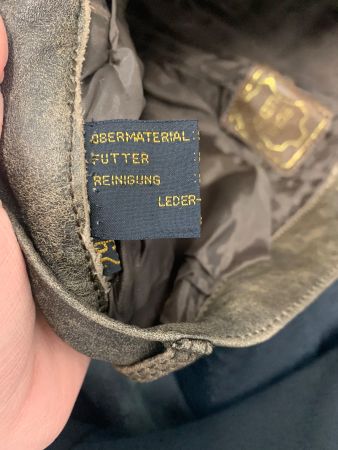 OBERMATERIAL
FUTTER
REINIGUNG
LEDER-